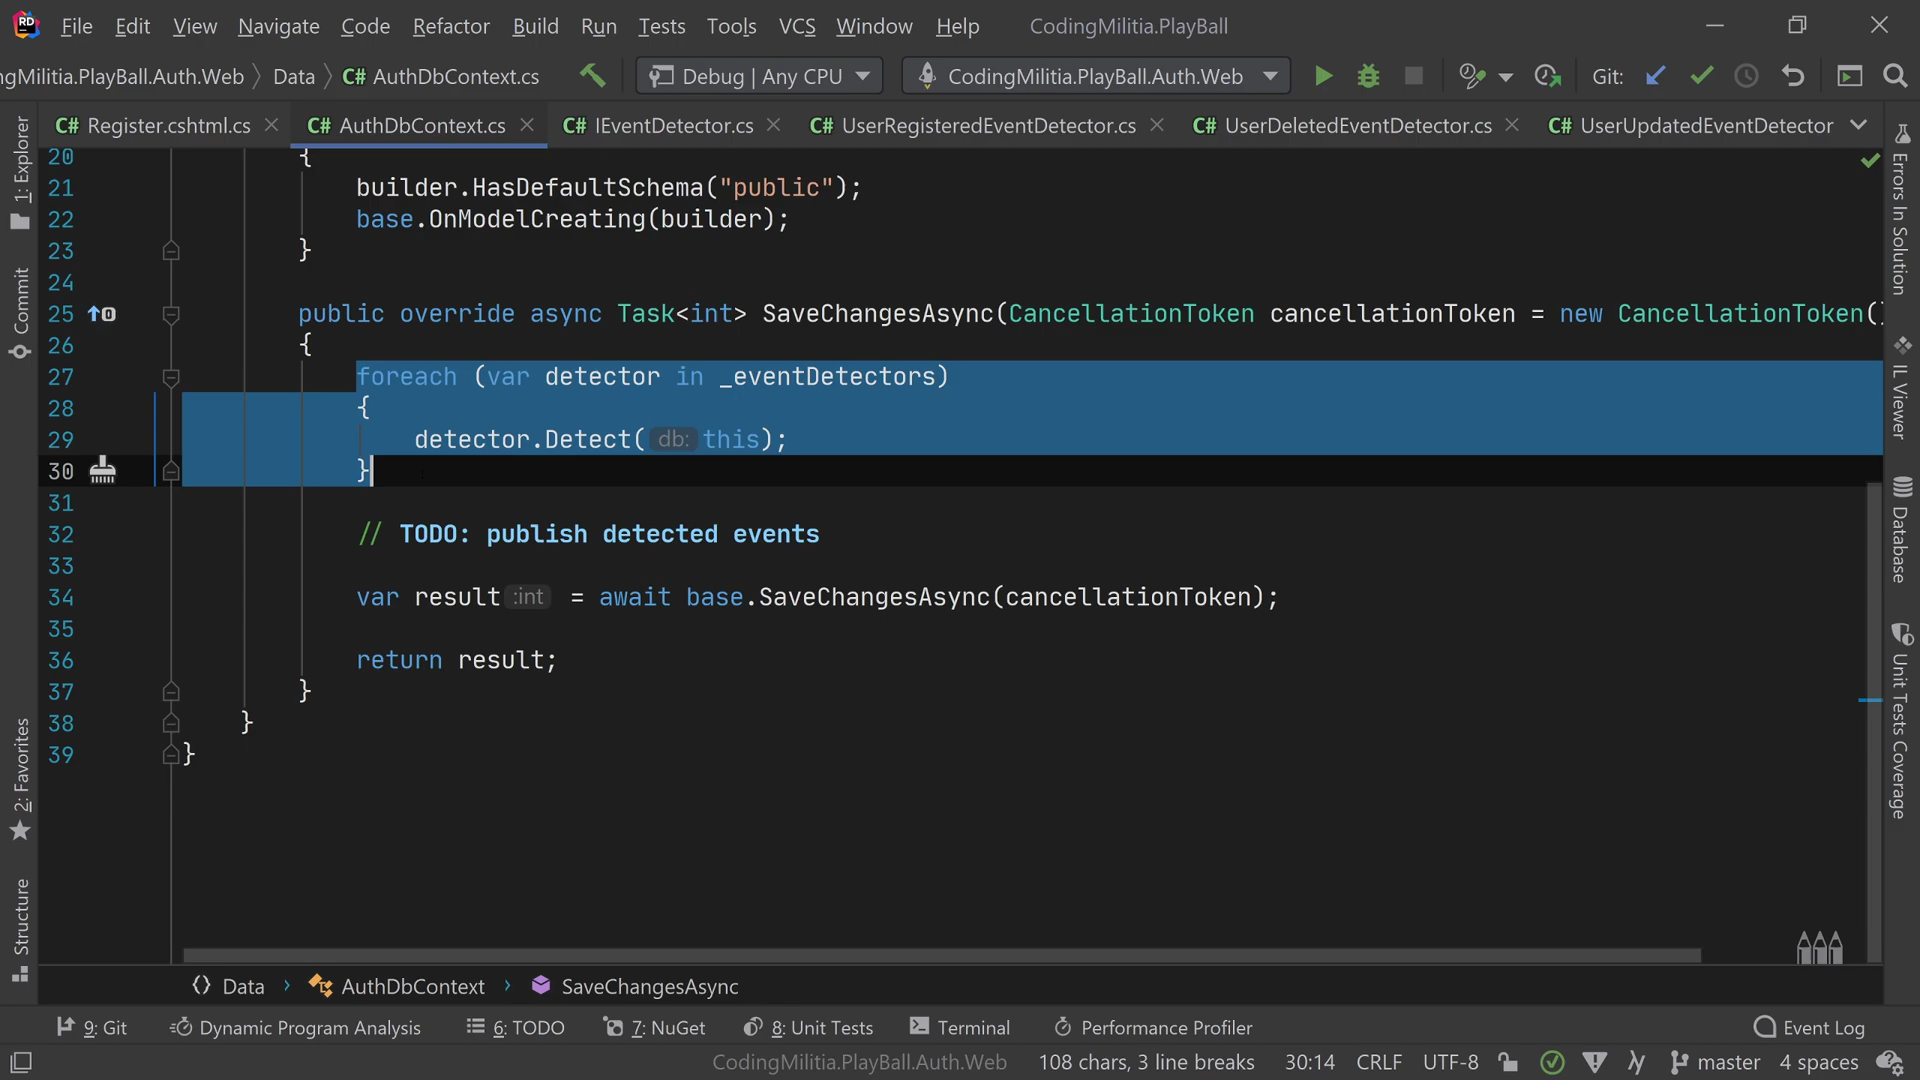 RD File Edit View Navigate Code Refactor Build Run Tests Tools VCS Window Help CodingMilitia.PlayBall
ngMilitia.PlayBall.Auth.Web Data C# AuthDbContext.cs Debug | Any CPU CodingMilitia.PlayBall.Auth.Web Git:
C# Register.cshtml.cs C# AuthDbContext.cs C# IEventDetector.cs C# UserRegisteredEventDetector.cs C# UserDeletedEventDetector.cs C# UserUpdatedEventDetector
1: Explorer
Commit
2: Favorites
Structure
20 {
21 builder.HasDefaultSchema("public");
22 base.OnModelCreating(builder);
23 }
24
25 public override async Task<int> SaveChangesAsync(CancellationToken cancellationToken = new CancellationToken()
26 {
27 foreach (var detector in _eventDetectors)
28 {
29 detector.Detect( db: this);
30 }
31
32 // TODO: publish detected events
33
34 var result :int = await base.SaveChangesAsync(cancellationToken);
35
36 return result;
37 }
38 }
39 }
Errors In Solution
IL Viewer
Database
Unit Tests Coverage
Data AuthDbContext SaveChangesAsync
9: Git Dynamic Program Analysis 6: TODO 7: NuGet 8: Unit Tests Terminal Performance Profiler Event Log
CodingMilitia.PlayBall.Auth.Web 108 chars, 3 line breaks 30:14 CRLF UTF-8 master 4 spaces